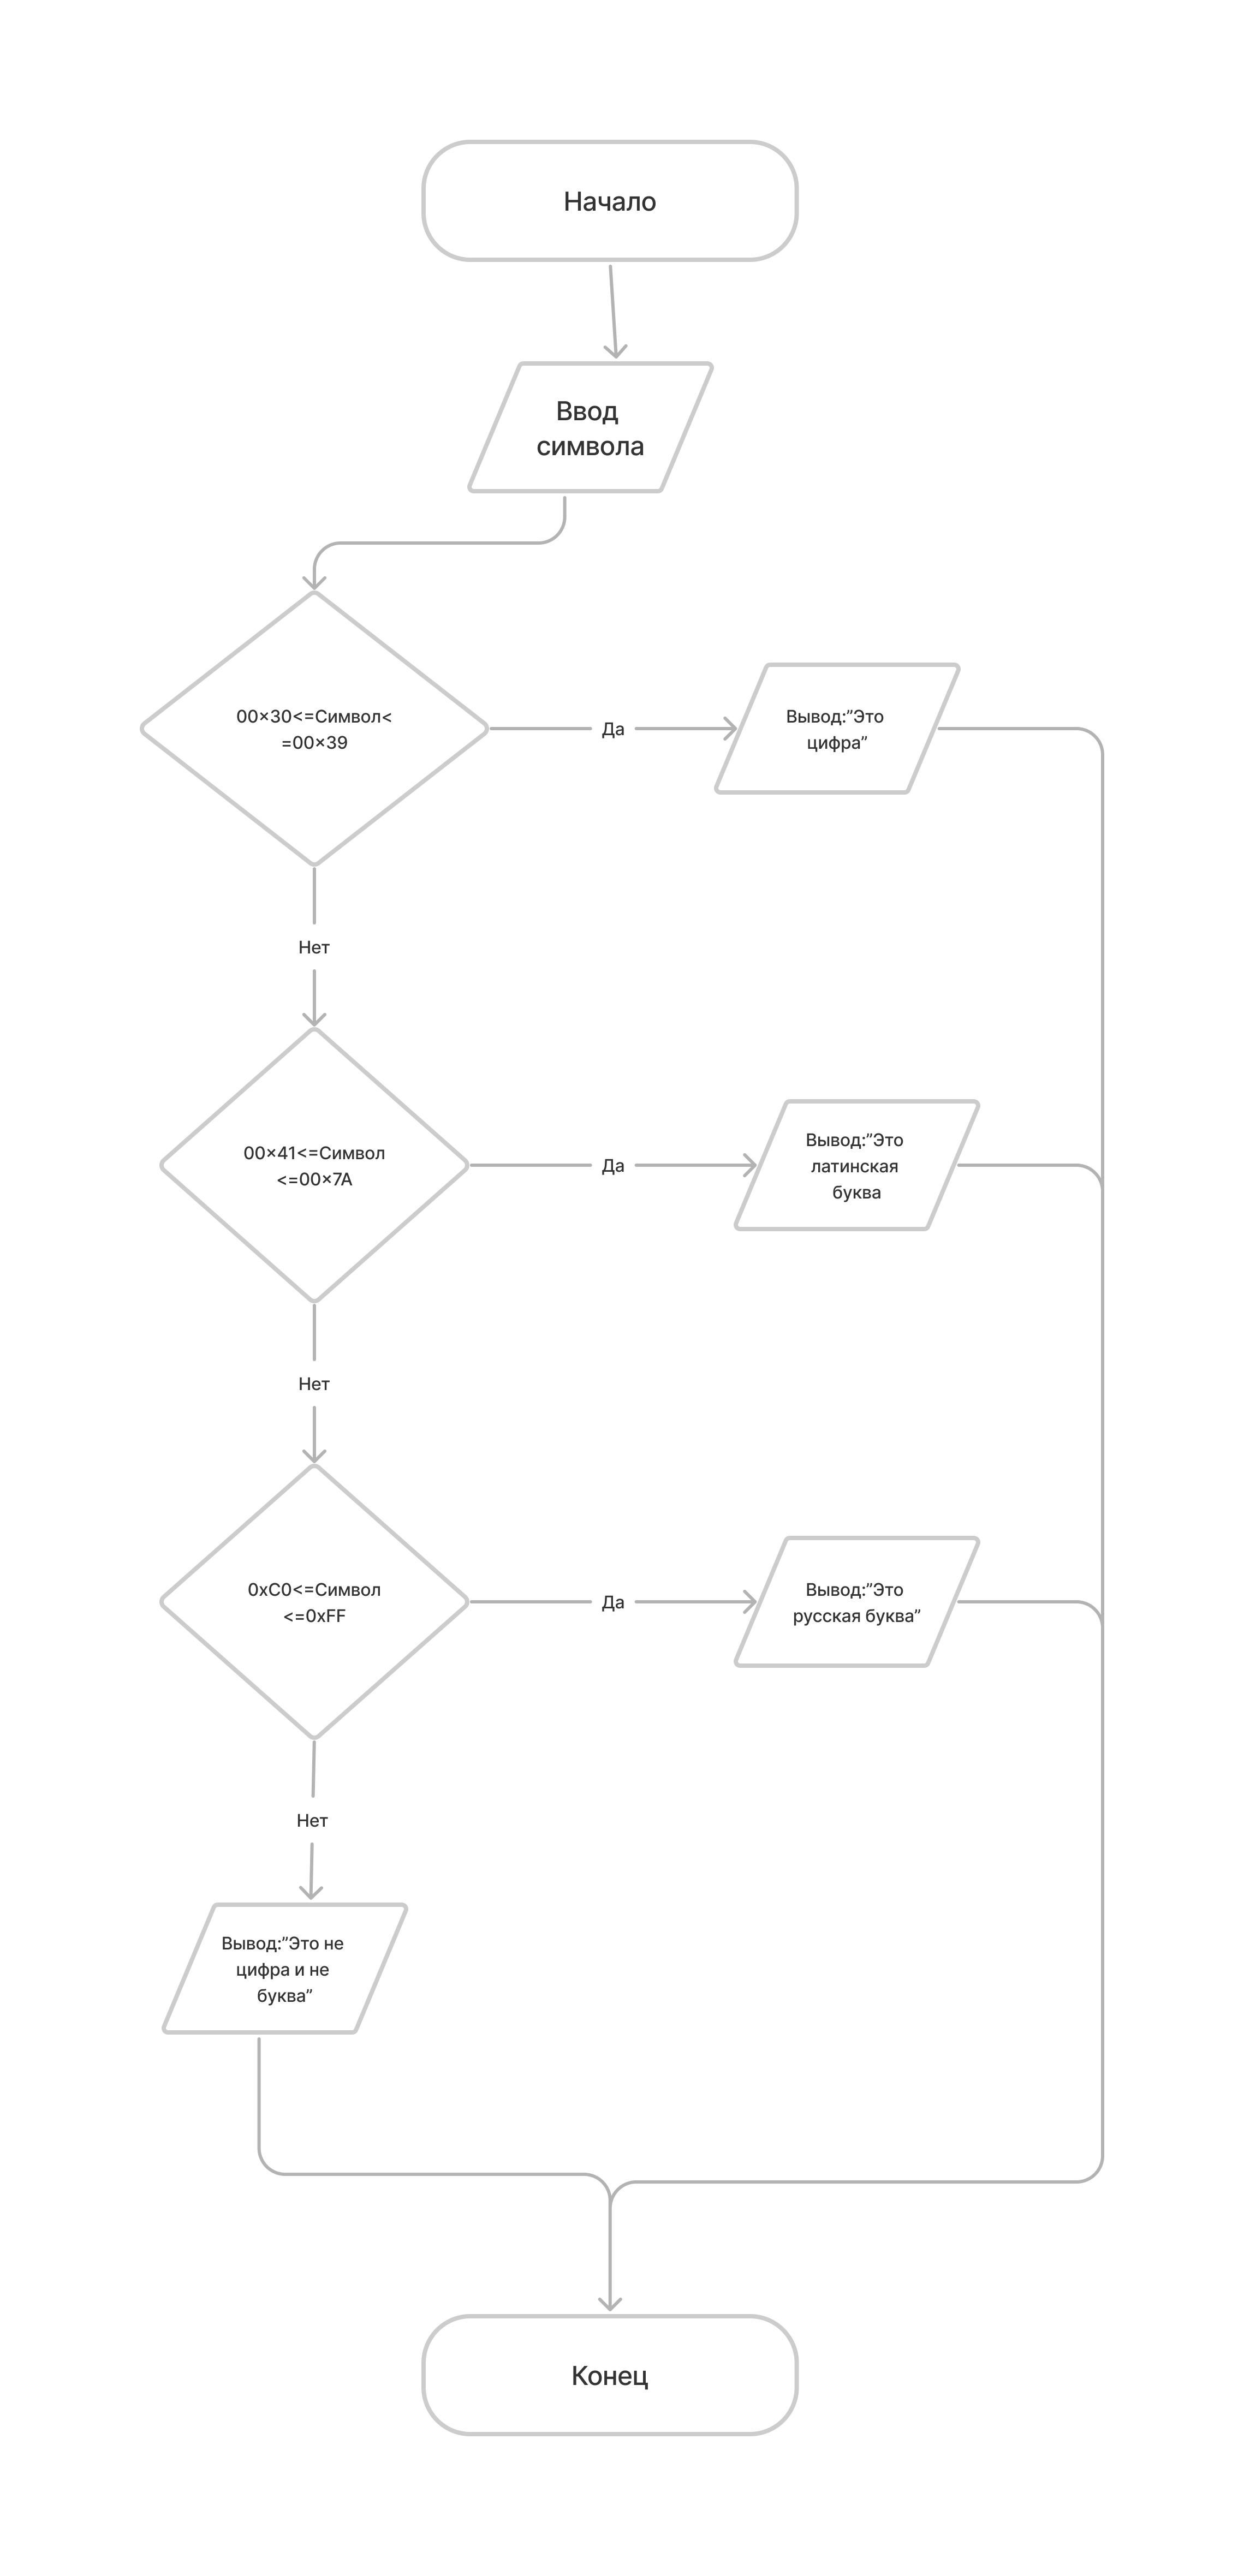 Начало
Ввод
символа
00×30<=Символ<
=00×39
Да
Вывод:”Это
цифра”
Нет
00×41<=Символ
<=00×7A
Да
Вывод:”Это
латинская
буква
Нет
0xC0<=Символ
<=0xFF
Да
Вывод:”Это
русская буква”
Нет
Вывод:”Это не
цифра и не
буква”
Конец